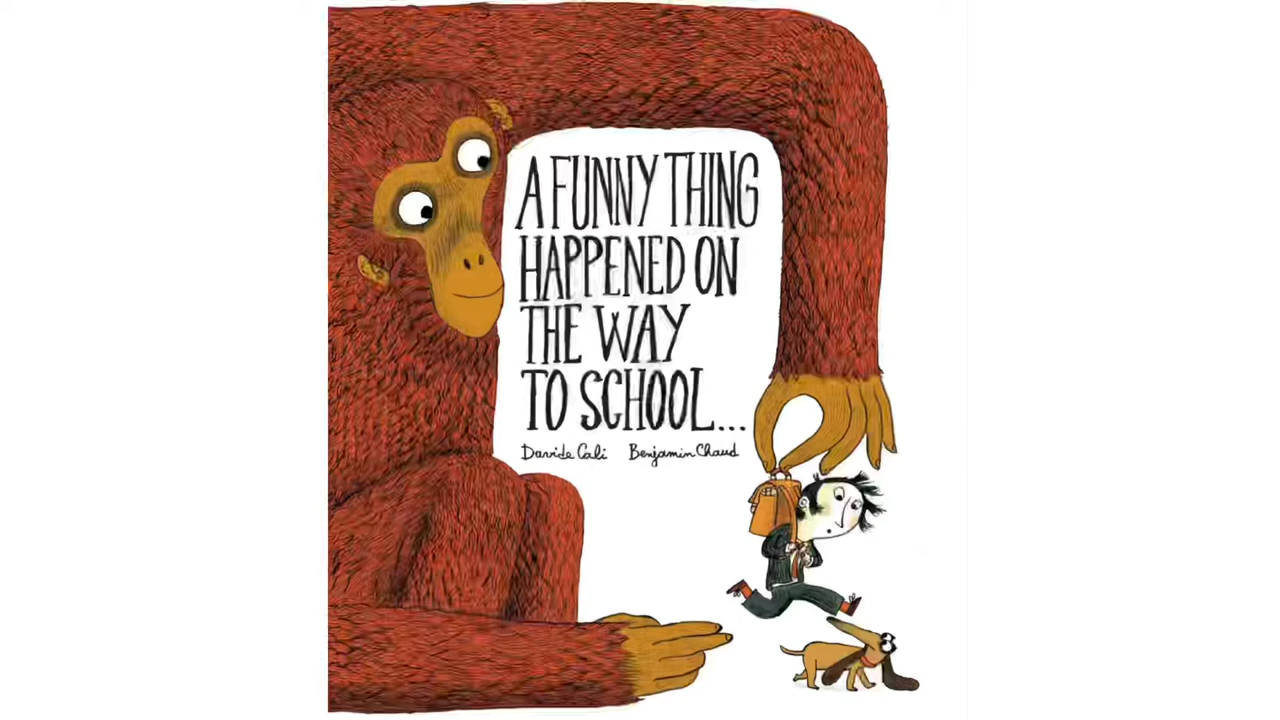 A FUNNY THING
HAPPENED ON
THE WAY
TO SCHOOL...
Davide Cali Benjamin Chaud